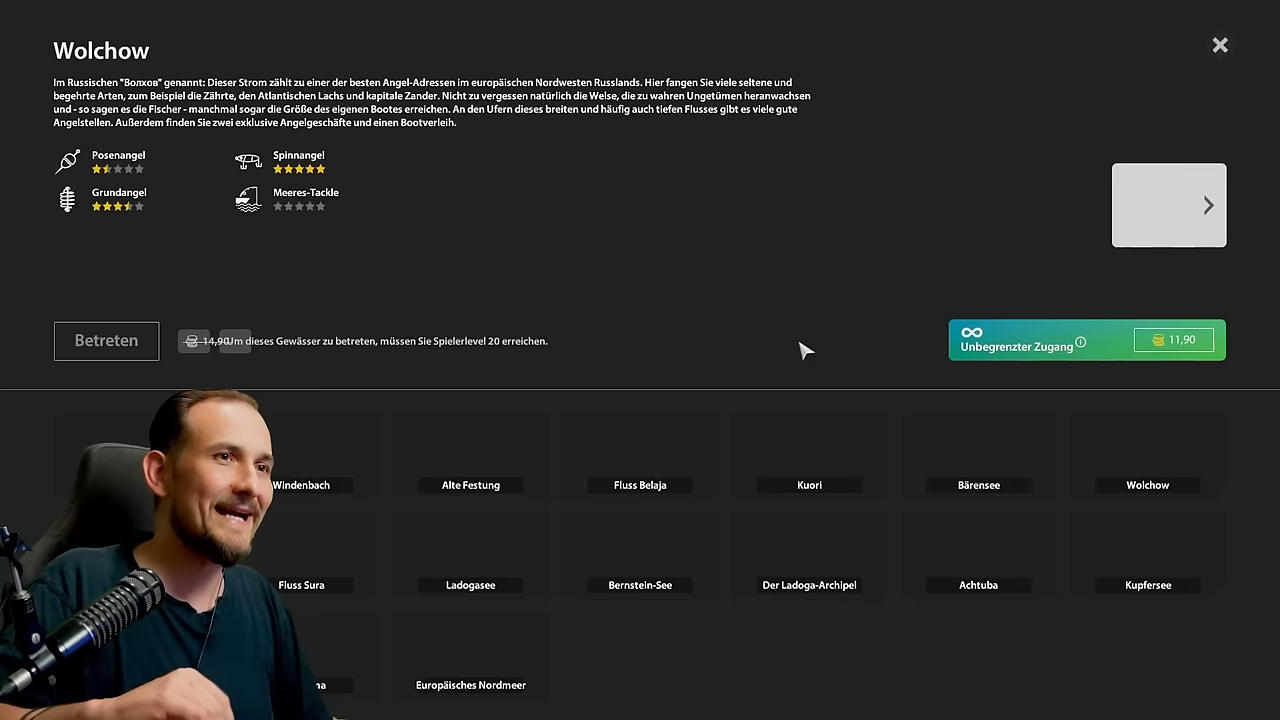 Wolchow
Im Russischen "Волхов" genannt: Dieser Strom zählt zu einer der besten Angel-Adressen im europäischen Nordwesten Russlands. Hier fangen Sie viele seltene und
begehrte Arten, zum Beispiel die Zährte, den Atlantischen Lachs und kapitale Zander. Nicht zu vergessen natürlich die Welse, die zu wahren Ungetümen heranwachsen
und - so sagen es die Fischer - manchmal sogar die Größe des eigenen Bootes erreichen. An den Ufern dieses breiten und häufig auch tiefen Flusses gibt es viele gute
Angelstellen. Außerdem finden Sie zwei exklusive Angelgeschäfte und einen Bootverleih.
Posenangel Spinnangel
Grundangel Meeres-Tackle
Betreten 14,90 Um dieses Gewässer zu betreten, müssen Sie Spielerlevel 20 erreichen.
Unbegrenzter Zugang 11,90
Windenbach Alte Festung Fluss Belaja Kuori Bärensee Wolchow
Fluss Sura Ladogasee Bernstein-See Der Ladoga-Archipel Achtuba Kupfersee
na Europäisches Nordmeer